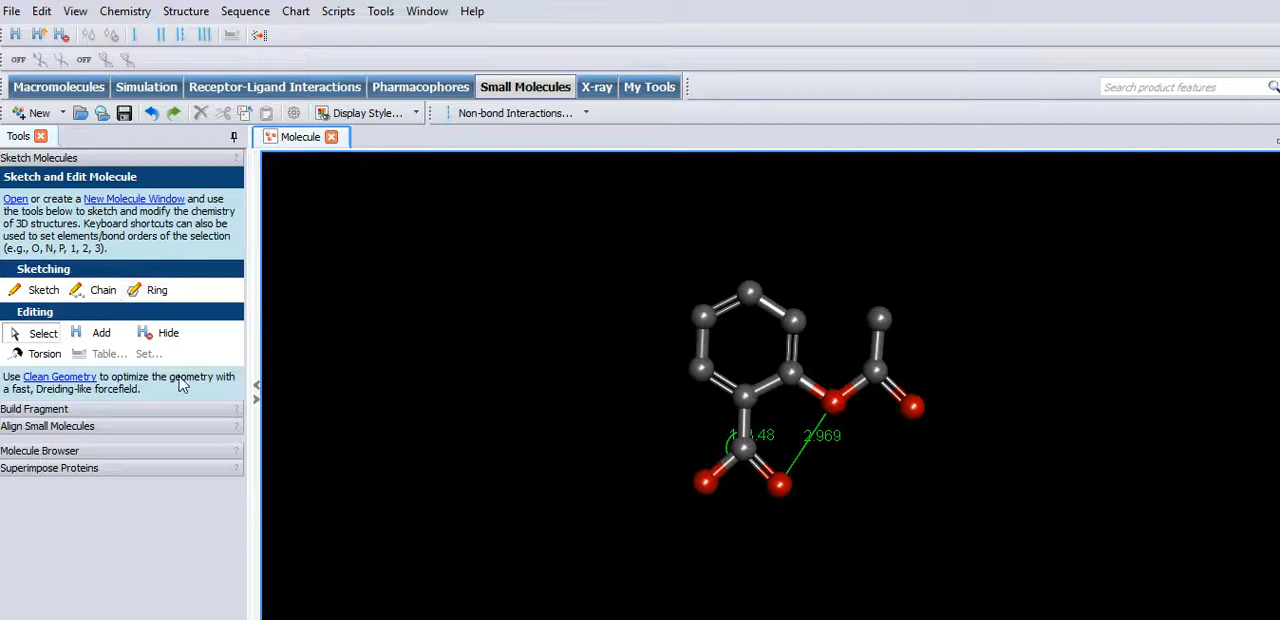 File Edit View Chemistry Structure Sequence Chart Scripts Tools Window Help
OFF OFF
Macromolecules Simulation Receptor-Ligand Interactions Pharmacophores Small Molecules X-ray My Tools Search product features
New Display Style... Non-bond Interactions...
Tools Molecule
Sketch Molecules ?
Sketch and Edit Molecule
Open or create a New Molecule Window and use
the tools below to sketch and modify the chemistry
of 3D structures. Keyboard shortcuts can also be
used to set elements/bond orders of the selection
(e.g., O, N, P, 1, 2, 3).
Sketching
Sketch Chain Ring
Editing
Select Add Hide
Torsion Table... Set...
Use Clean Geometry to optimize the geometry with
a fast, Dreiding-like forcefield.
Build Fragment ?
Align Small Molecules ?
Molecule Browser ?
Superimpose Proteins ?
2.969